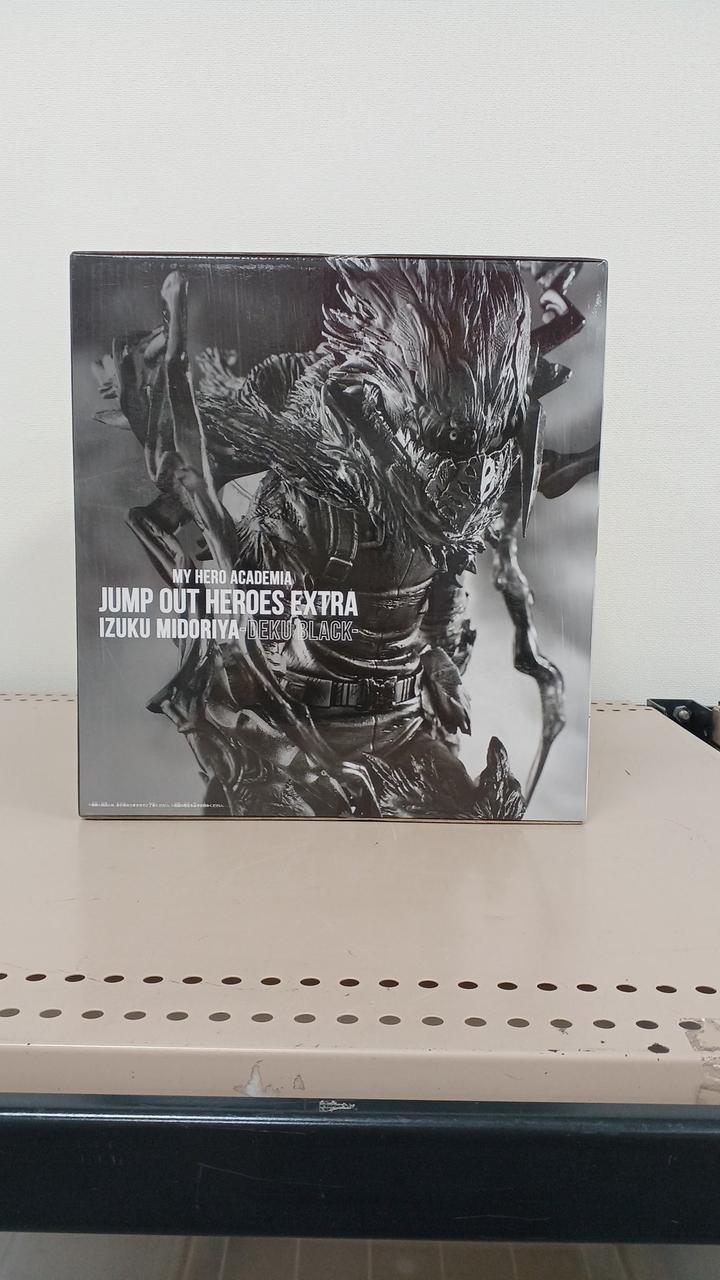 MY HERO ACADEMIA
JUMP OUT HEROES EXTRA
IZUKU MIDORIYA-DEKU BLACK-